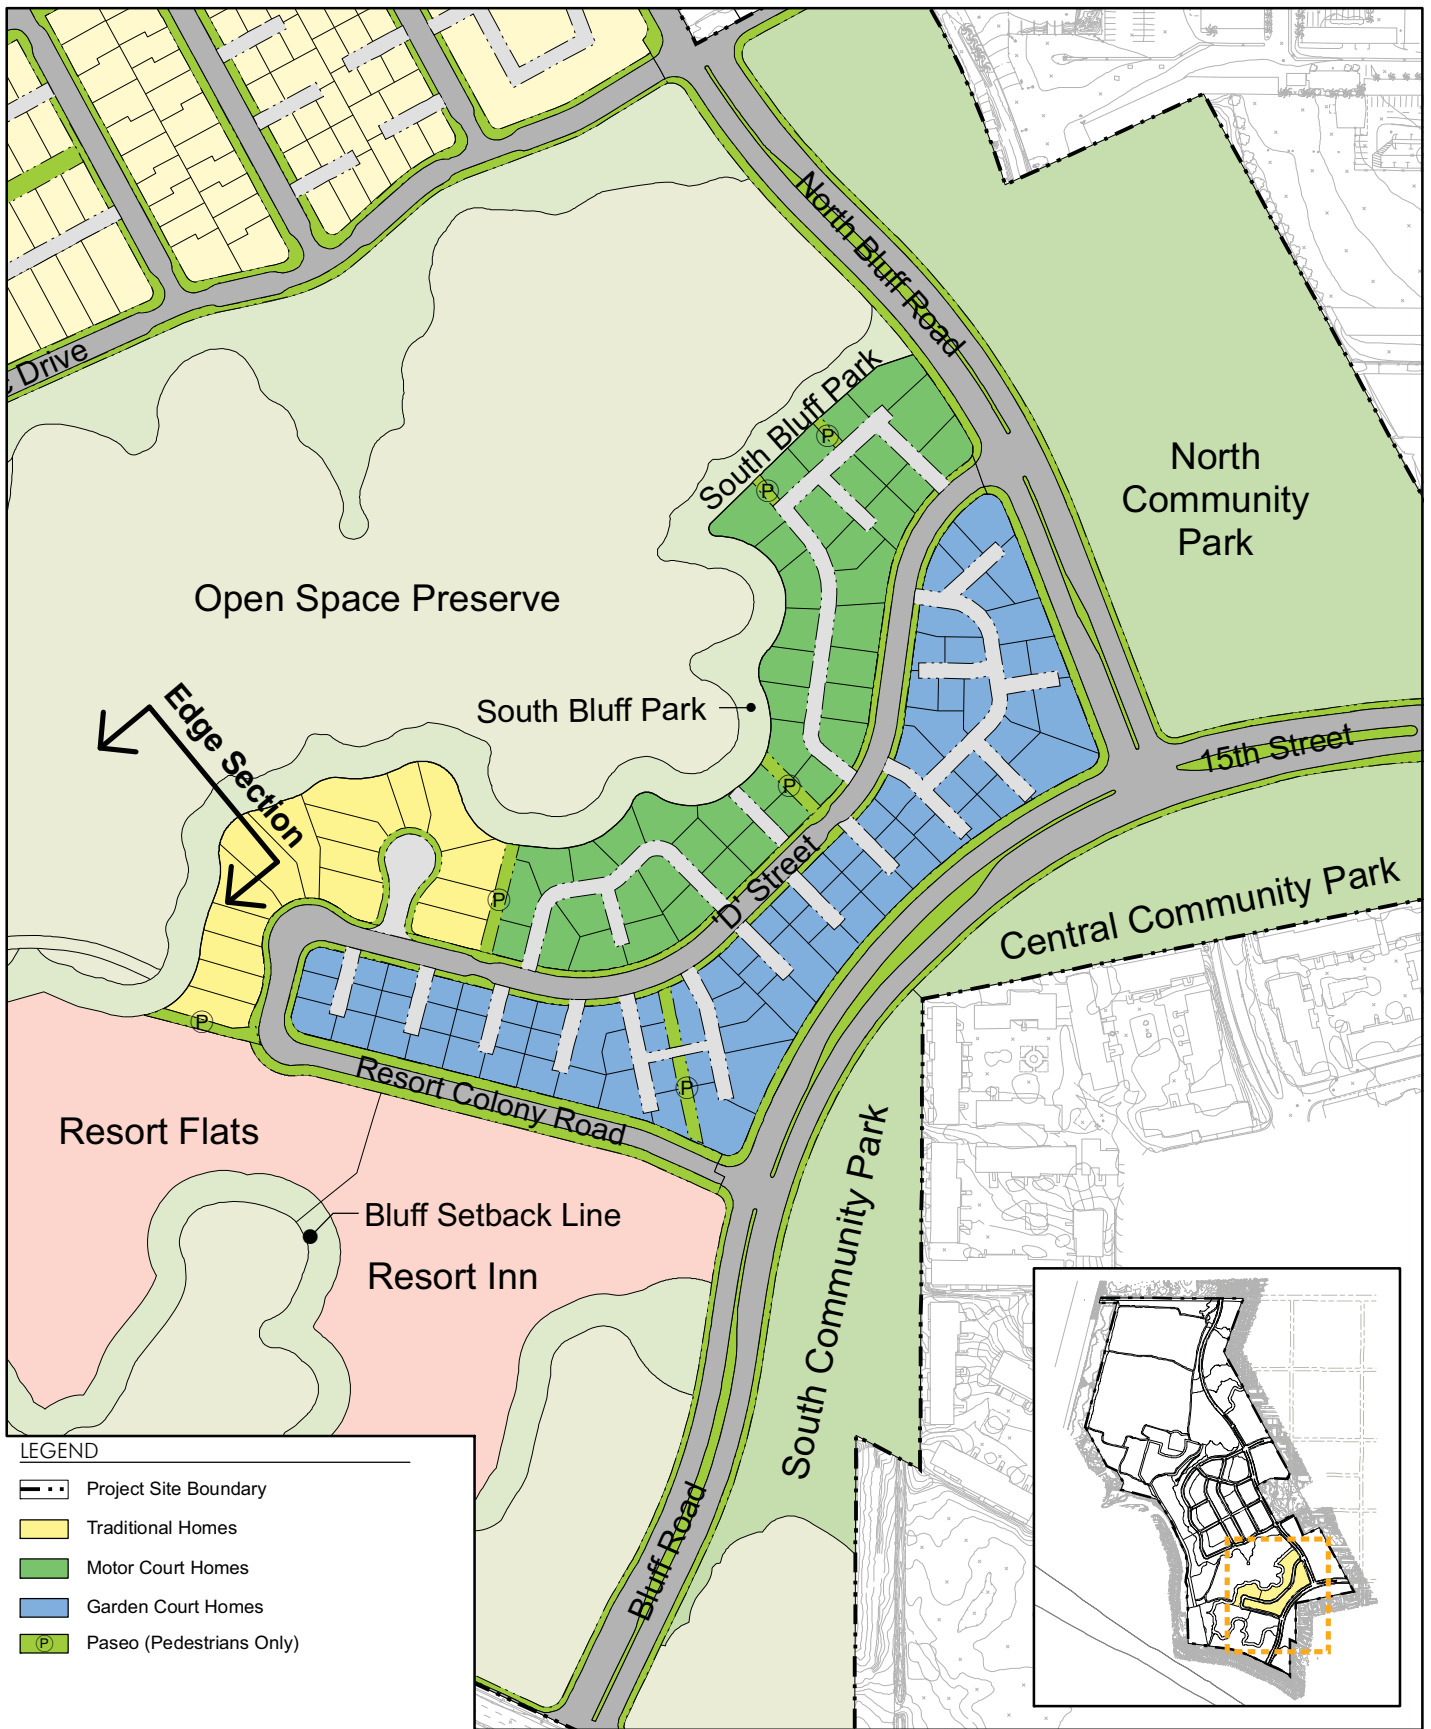 North Bluff Road
c Drive
South Bluff Park
P
P
North
Community
Park
Open Space Preserve
Edge Section
South Bluff Park
15th Street
P
'D' Street
P
Central Community Park
P
Resort Colony Road
P
Resort Flats
Bluff Setback Line
Resort Inn
South Community Park
Bluff Road
LEGEND
Project Site Boundary
Traditional Homes
Motor Court Homes
Garden Court Homes
P Paseo (Pedestrians Only)